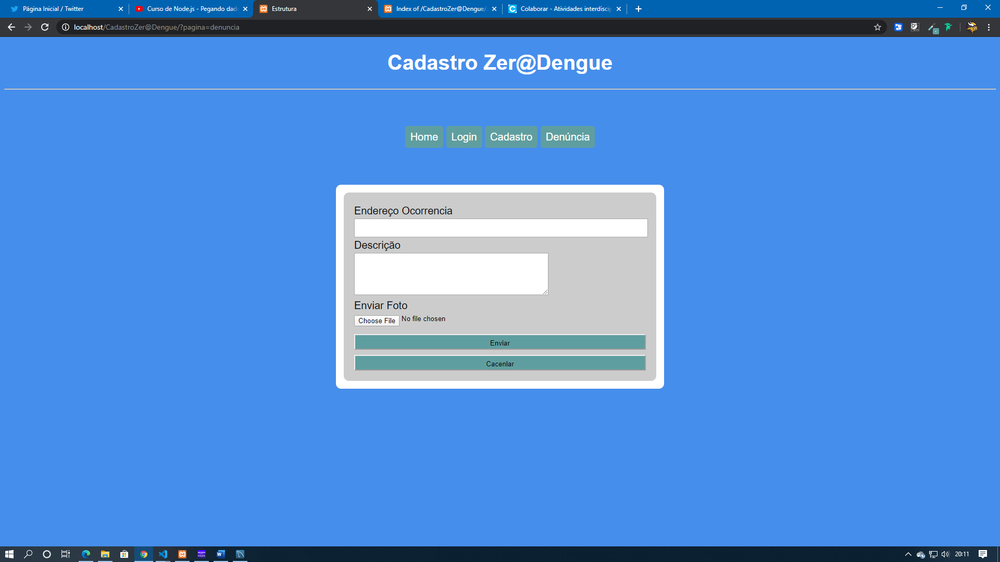 Página Inicial / Twitter
Curso de Node.js - Pegando dad
Estrutura
Index of /CadastroZer@Dengue/
Colaborar - Atividades interdiscip
localhost/CadastroZer@Dengue/?pagina=denuncia
Cadastro Zer@Dengue
Home
Login
Cadastro
Denúncia
Endereço Ocorrencia
Descrição
Enviar Foto
Choose File No file chosen
Enviar
Cacenlar
amazon
music
20:11